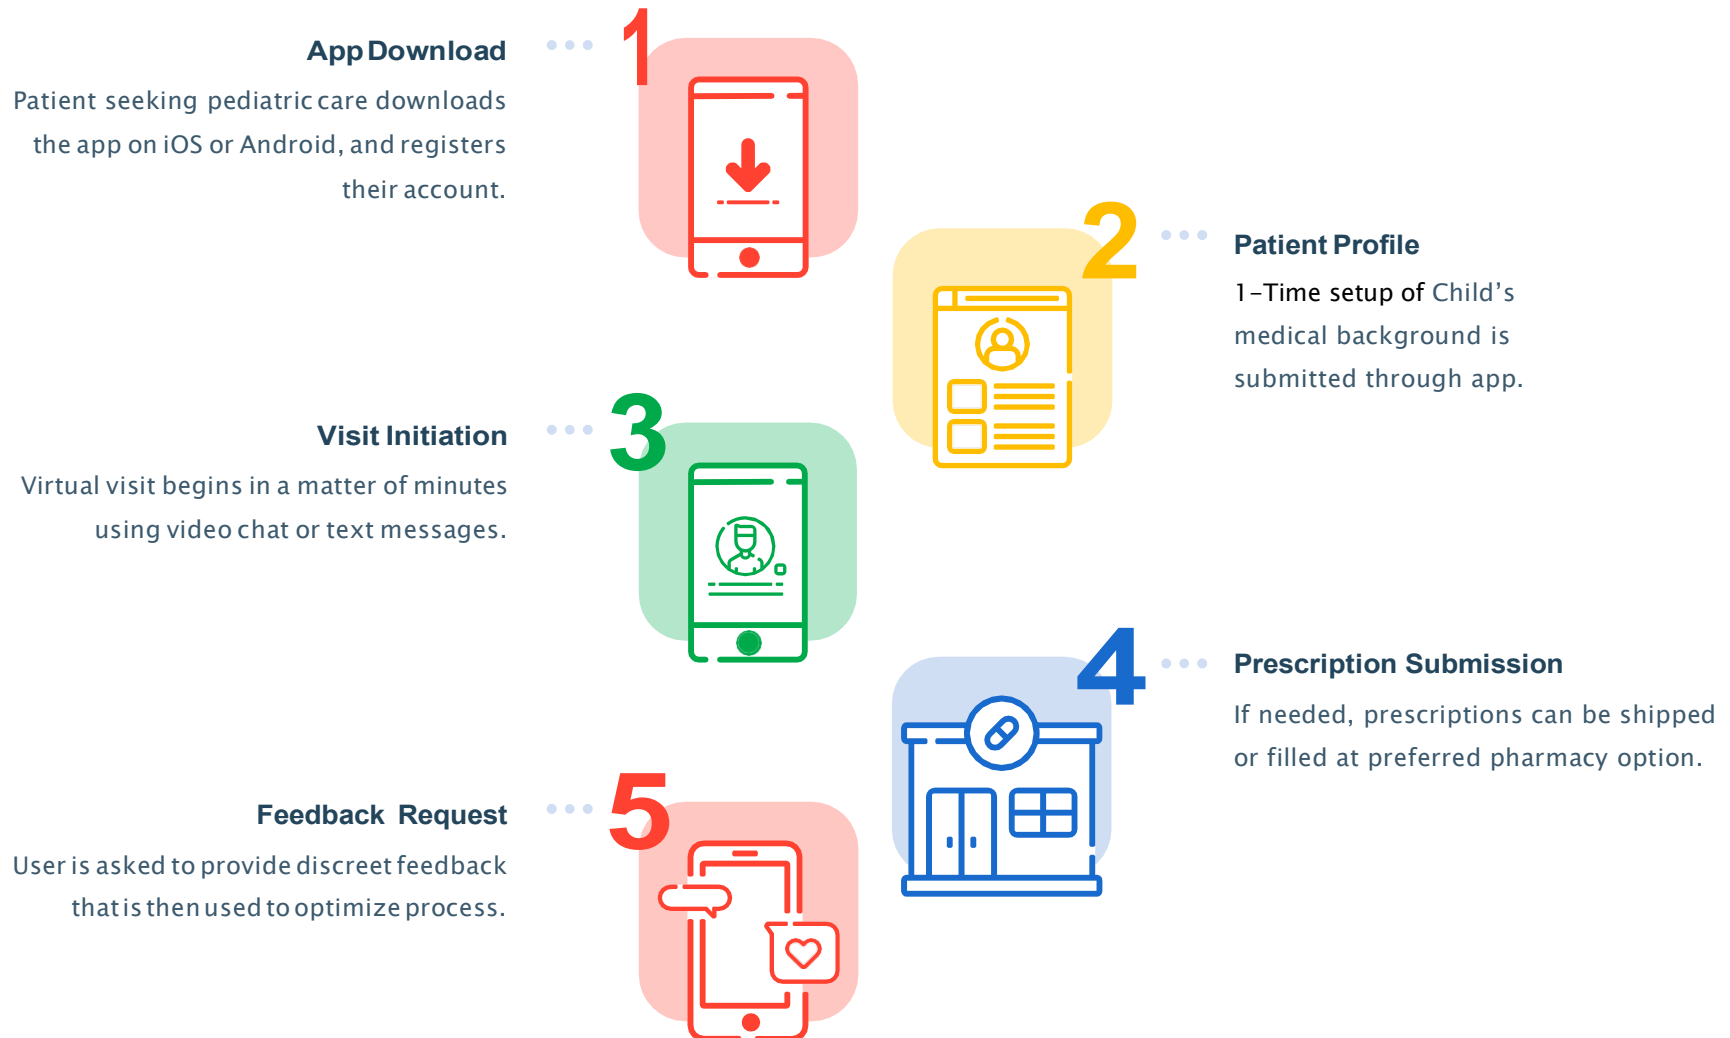 1
App Download
Patient seeking pediatric care downloads
the app on iOS or Android, and registers
their account.
2
Patient Profile
1-Time setup of Child’s
medical background is
submitted through app.
3
Visit Initiation
Virtual visit begins in a matter of minutes
using video chat or text messages.
4
Prescription Submission
If needed, prescriptions can be shipped
or filled at preferred pharmacy option.
5
Feedback Request
User is asked to provide discreet feedback
that is then used to optimize process.